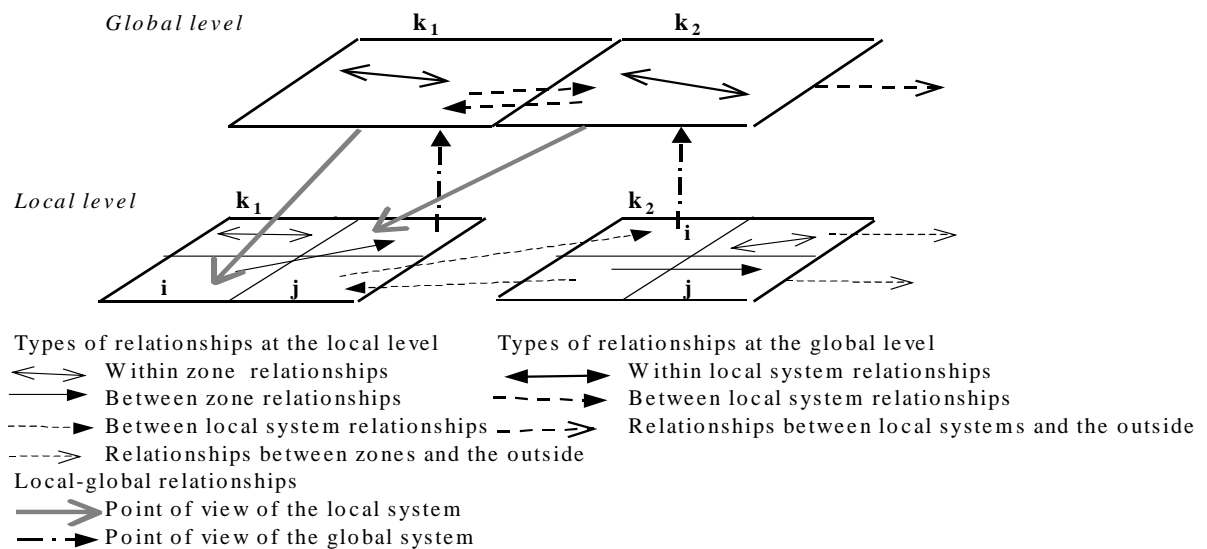 Global level k1 k2
Local level k1 k2
i
i j j
Types of relationships at the local level Types of relationships at the global level
Within zone relationships Within local system relationships
Between zone relationships Between local system relationships
Between local system relationships Relationships between local systems and the outside
Relationships between zones and the outside
Local-global relationships
Point of view of the local system
Point of view of the global system